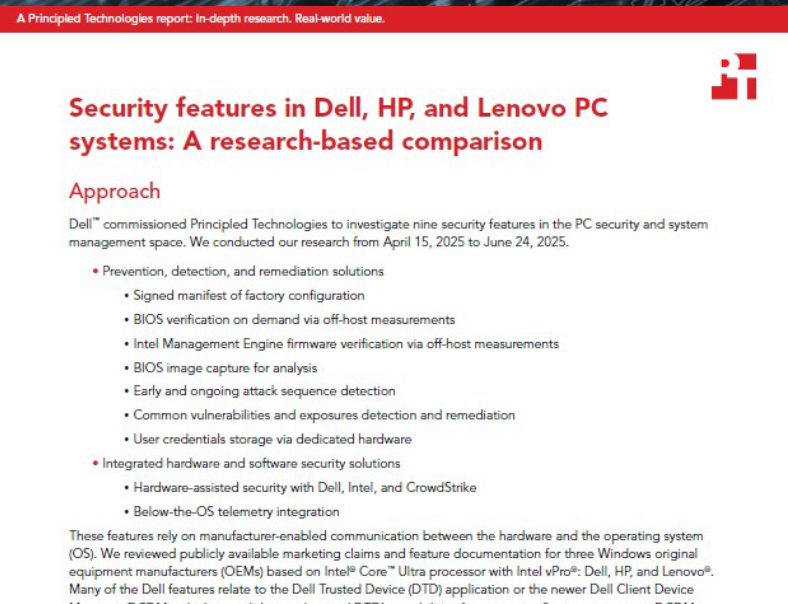 A Principled Technologies report: In-depth research. Real-world value.
PT
Security features in Dell, HP, and Lenovo PC
systems: A research-based comparison
Approach
Dell™ commissioned Principled Technologies to investigate nine security features in the PC security and system
management space. We conducted our research from April 15, 2025 to June 24, 2025.
• Prevention, detection, and remediation solutions
• Signed manifest of factory configuration
• BIOS verification on demand via off-host measurements
• Intel Management Engine firmware verification via off-host measurements
• BIOS image capture for analysis
• Early and ongoing attack sequence detection
• Common vulnerabilities and exposures detection and remediation
• User credentials storage via dedicated hardware
• Integrated hardware and software security solutions
• Hardware-assisted security with Dell, Intel, and CrowdStrike
• Below-the-OS telemetry integration
These features rely on manufacturer-enabled communication between the hardware and the operating system
(OS). We reviewed publicly available marketing claims and feature documentation for three Windows original
equipment manufacturers (OEMs) based on Intel® Core™ Ultra processor with Intel vPro®: Dell, HP, and Lenovo®.
Many of the Dell features relate to the Dell Trusted Device (DTD) application or the newer Dell Client Device